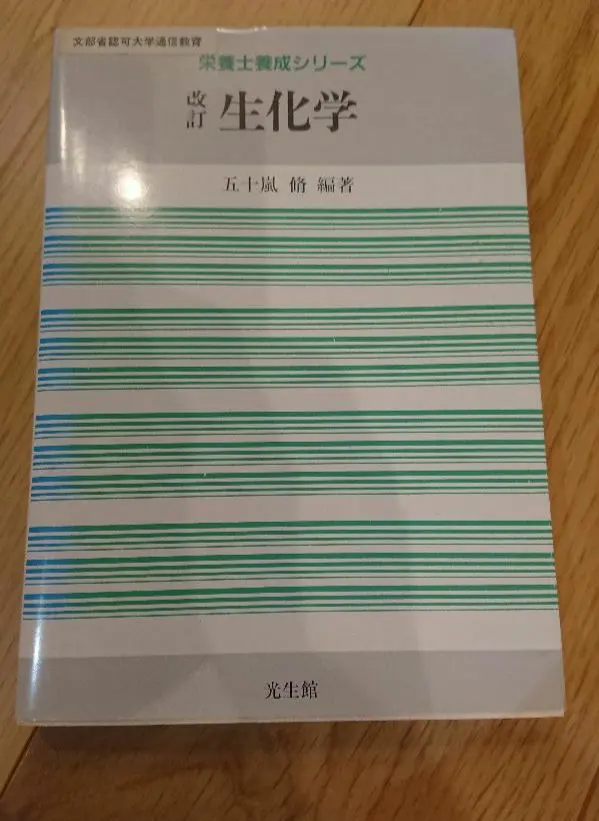 文部省認可大学通信教育
栄養士養成シリーズ
改訂 生化学
五十嵐 脩 編著
光生館